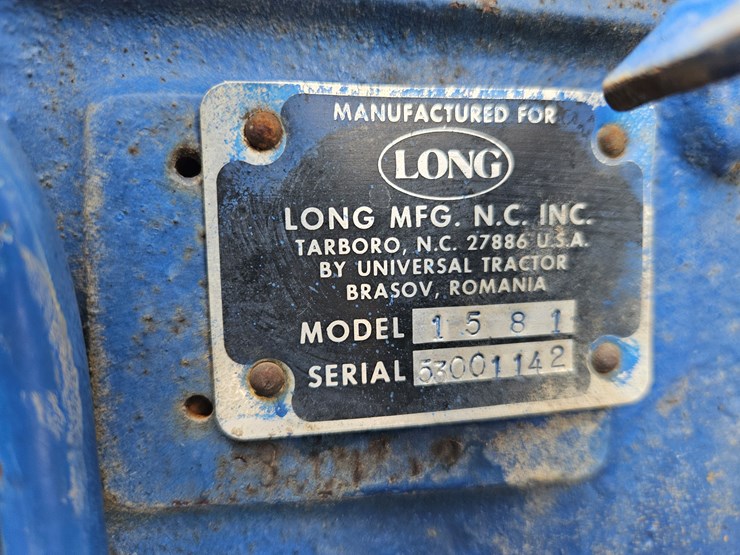 MANUFACTURED FOR
LONG
LONG MFG. N.C. INC.
TARBORO, N.C. 27886 U.S.A.
BY UNIVERSAL TRACTOR
BRASOV, ROMANIA
MODEL 1581
SERIAL 53001142